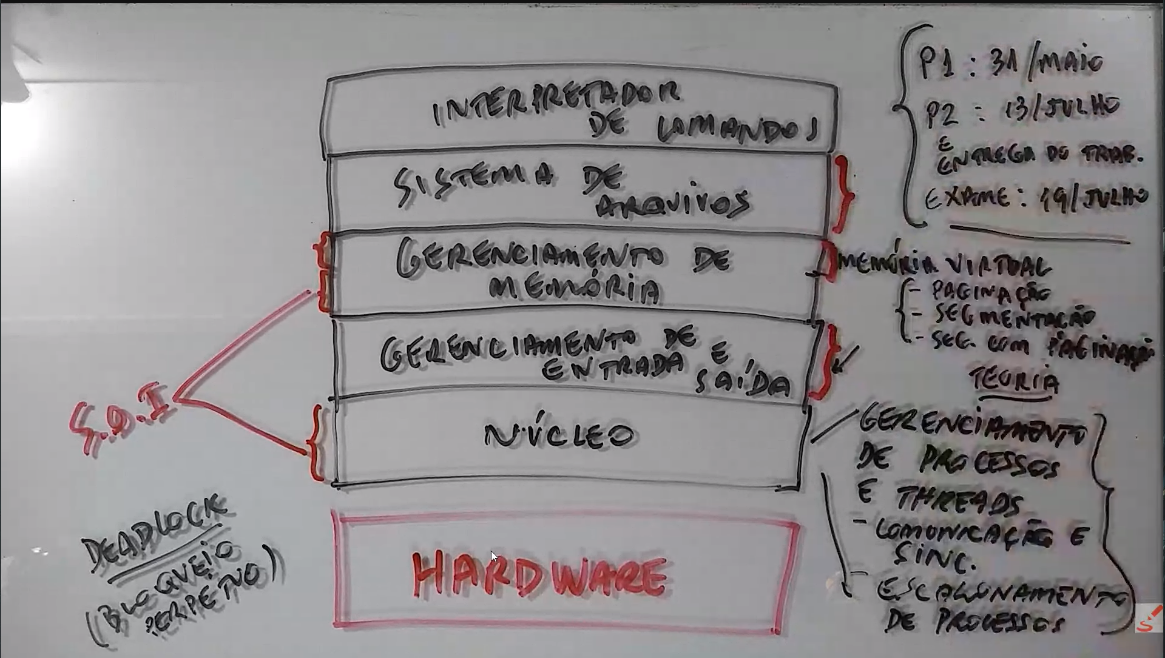 INTERPRETADOR
DE COMANDOS
SISTEMA DE
ARQUIVOS
GERENCIAMENTO DE
MEMÓRIA
GERENCIAMENTO DE E
ENTRADA SAÍDA
NÚCLEO
HARDWARE
S.O.I
DEADLOCK
(BLOQUEIO
PERPÉTUO)
P1 : 31/MAIO
P2 : 13/JULHO
E
ENTREGA DO TRAB.
EXAME : 19/JULHO
MEMÓRIA VIRTUAL
- PAGINAÇÃO
- SEGMENTAÇÃO
- SEG. COM PAGINAÇÃO
TEORIA
GERENCIAMENTO
DE PROCESSOS
E THREADS
- COMUNICAÇÃO E
SINC.
- ESCALONAMENTO
DE PROCESSOS